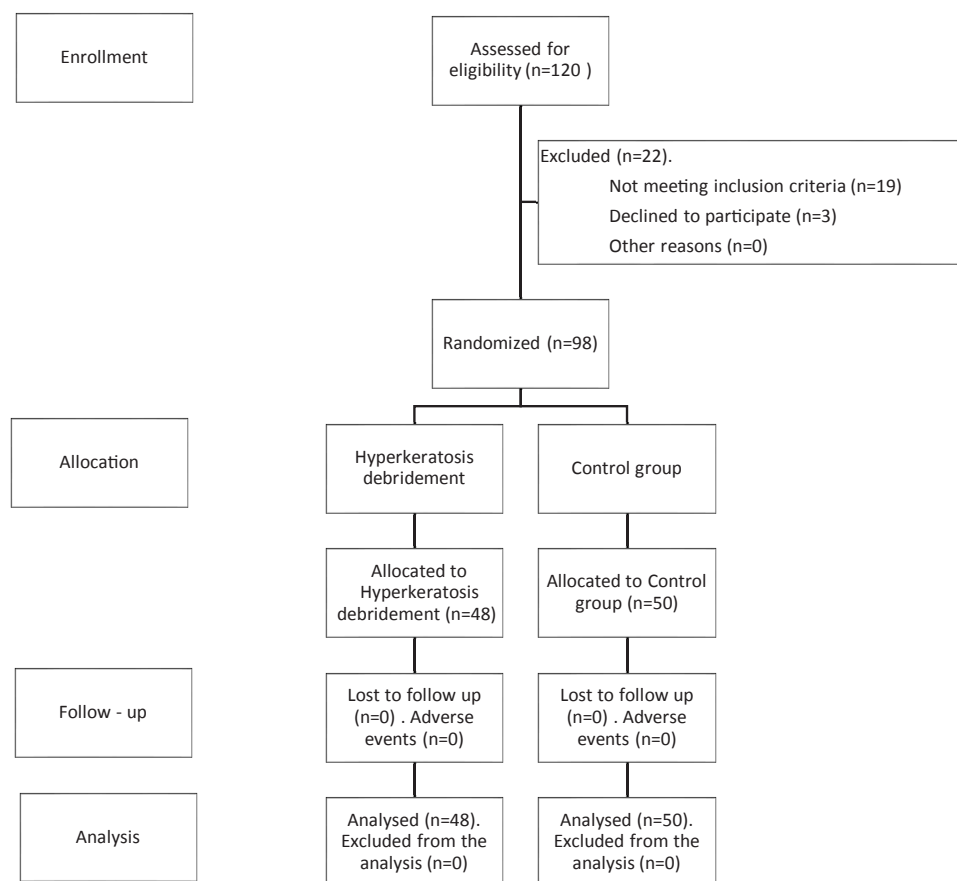 Enrollment
Assessed for
eligibility (n=120 )
Excluded (n=22).
Not meeting inclusion criteria (n=19)
Declined to participate (n=3)
Other reasons (n=0)
Randomized (n=98)
Allocation
Hyperkeratosis
debridement
Control group
Allocated to
Hyperkeratosis
debridement (n=48)
Allocated to Control
group (n=50)
Follow - up
Lost to follow up
(n=0) . Adverse
events (n=0)
Lost to follow up
(n=0) . Adverse
events (n=0)
Analysis
Analysed (n=48).
Excluded from the
analysis (n=0)
Analysed (n=50).
Excluded from the
analysis (n=0)